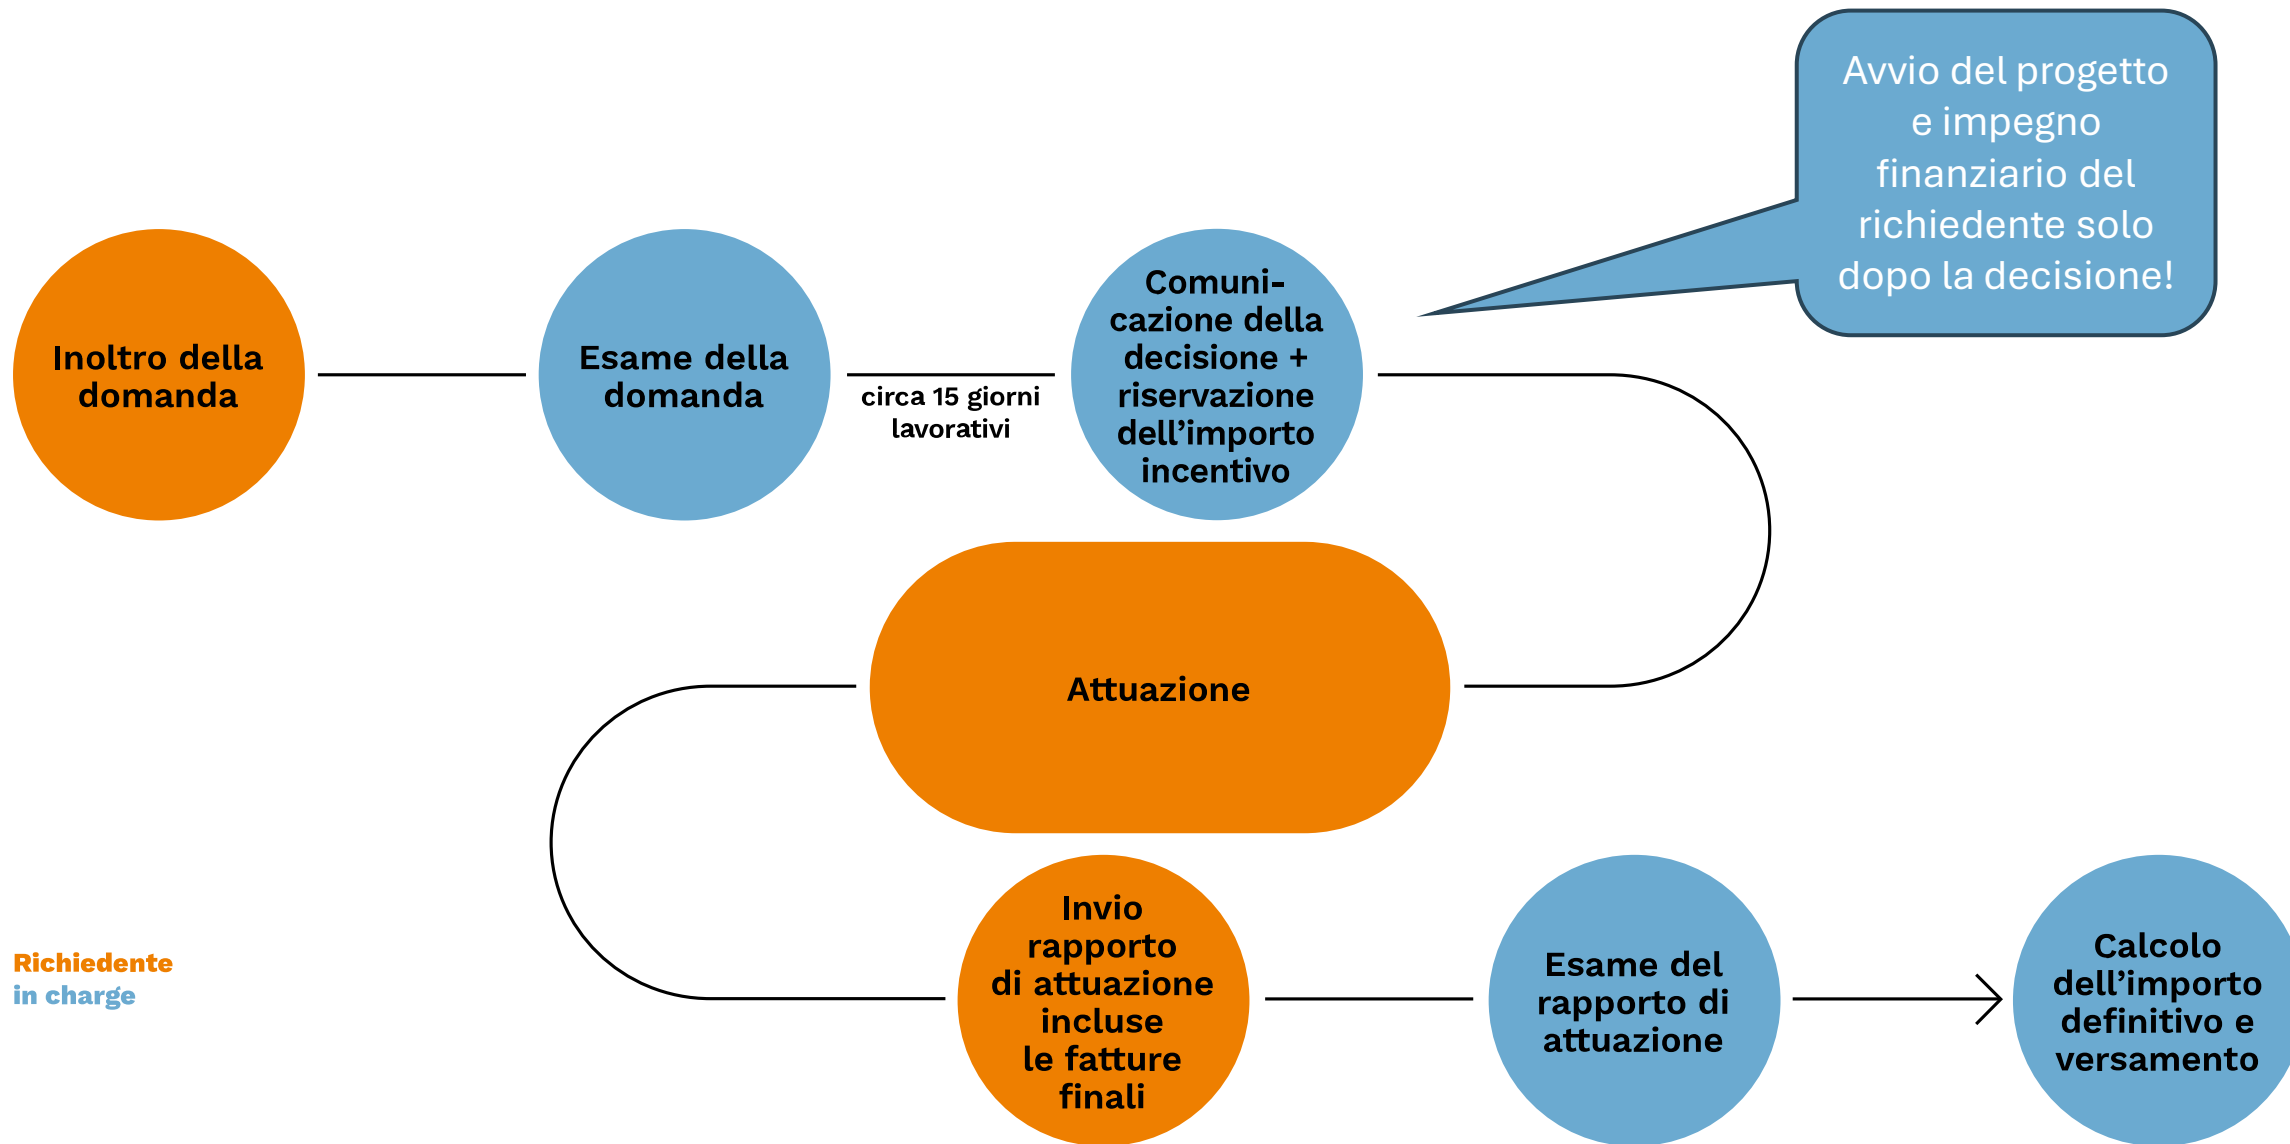 Avvio del progetto
e impegno
finanziario del
richiedente solo
dopo la decisione!
Inoltro della
domanda
Esame della
domanda
circa 15 giorni
lavorativi
Comuni-
cazione della
decisione +
riservazione
dell’importo
incentivo
Attuazione
Invio
rapporto
di attuazione
incluse
le fatture
finali
Esame del
rapporto di
attuazione
Calcolo
dell’importo
definitivo e
versamento
Richiedente
in charge